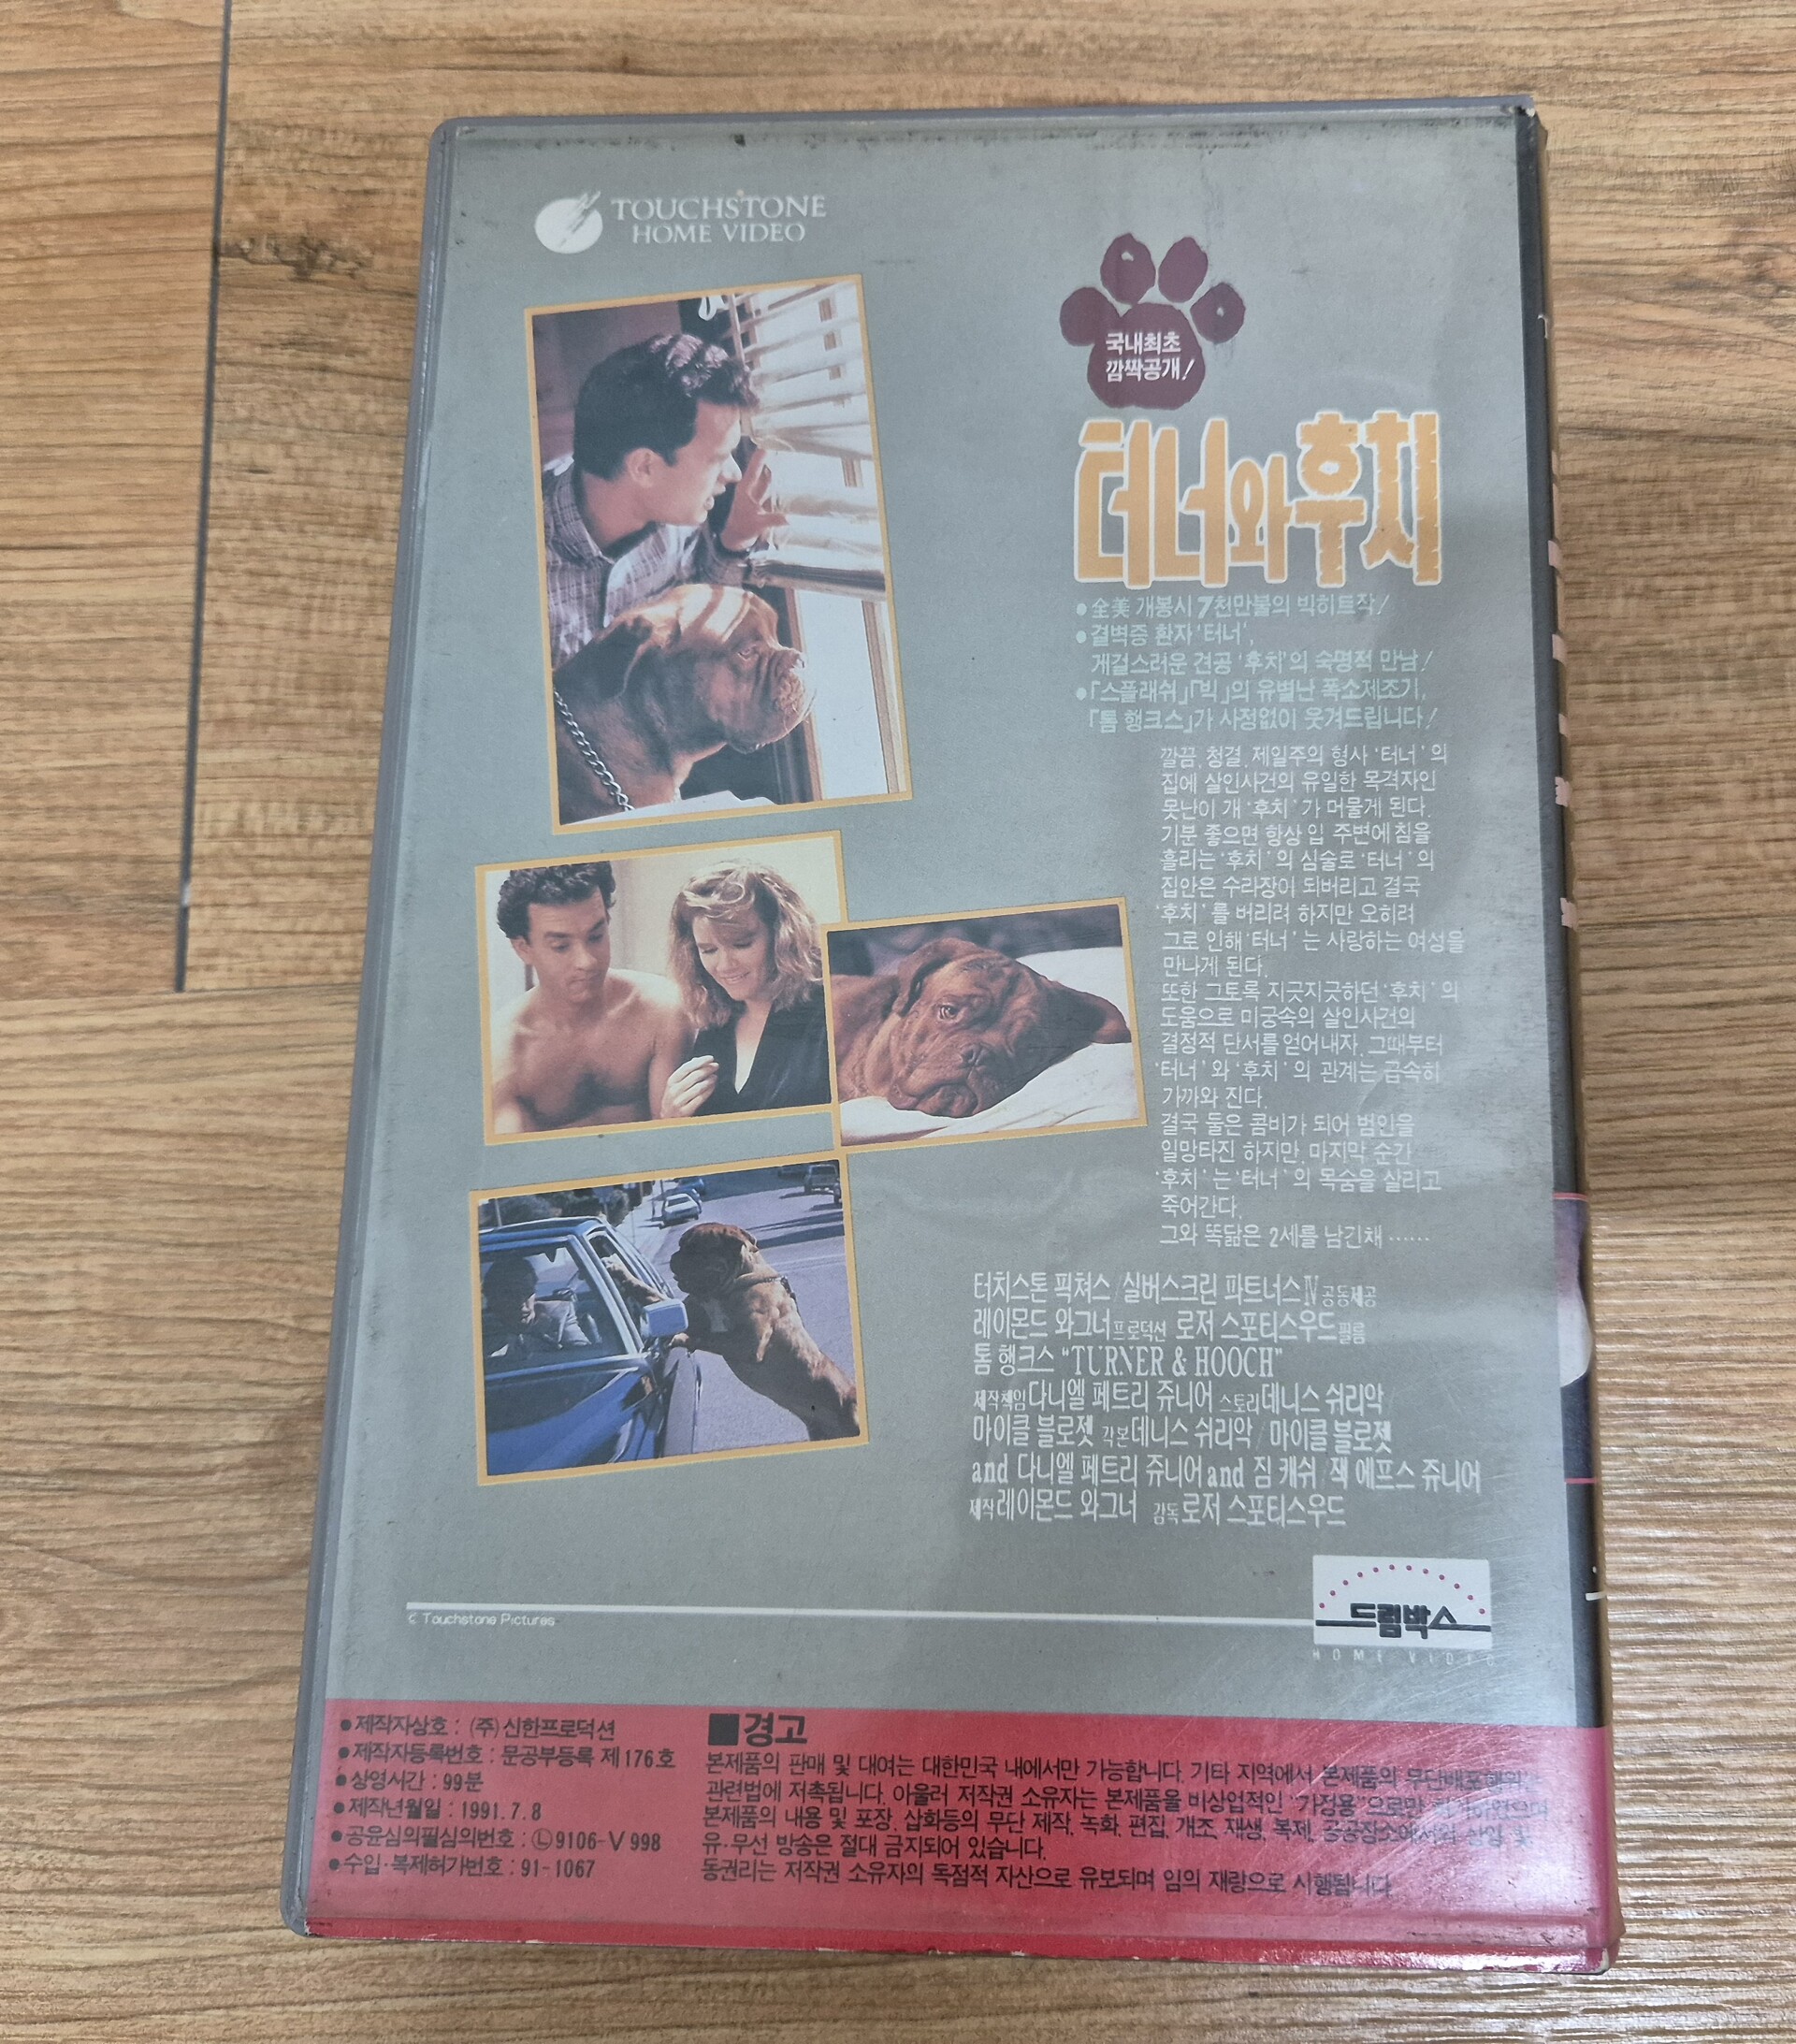 TOUCHSTONE
HOME VIDEO
국내최초
깜짝공개!
터너와 후치
● 全美 개봉시 7천만불의 빅히트작!
● 결벽증 환자 '터너',
게걸스러운 견공 '후치'의 숙명적 만남!
● 「스플래쉬」「빅」의 유별난 폭소제조기,
「톰 행크스」가 사정없이 웃겨드립니다!
깔끔, 청결, 제일주의 형사 '터너'의
집에 살인사건의 유일한 목격자인
못난이 개 '후치'가 머물게 된다.
기분 좋으면 항상 입 주변에 침을
흘리는 '후치'의 심술로 '터너'의
집안은 수라장이 되버리고 결국
'후치'를 버리려 하지만 오히려
그로 인해 '터너'는 사랑하는 여성을
만나게 된다.
또한 그토록 지긋지긋하던 '후치'의
도움으로 미궁속의 살인사건의
결정적 단서를 얻어내자, 그때부터
'터너'와 '후치'의 관계는 급속히
가까와 진다.
결국 둘은 콤비가 되어 범인을
일망타진 하지만, 마지막 순간
'후치'는 '터너'의 목숨을 살리고
죽어간다.
그와 똑닮은 2세를 남긴채 ……
터치스톤 픽쳐스/실버스크린 파트너스 Ⅳ 공동제공
레이몬드 와그너 프로덕션 로저 스포티스우드 필름
톰 행크스 "TURNER & HOOCH"
제작책임 다니엘 페트리 쥬니어 스토리 데니스 쉬리악/
마이클 블로젯 각본 데니스 쉬리악/마이클 블로젯
and 다니엘 페트리 쥬니어 and 짐 캐쉬/잭 에프스 쥬니어
제작 레이몬드 와그너 감독 로저 스포티스우드
드림박스
HOME VIDEO
© Touchstone Pictures
● 제작자상호 : (주)신한프로덕션
● 제작자등록번호 : 문공부등록 제176호
● 상영시간 : 99분
● 제작년월일 : 1991. 7. 8
● 공윤심의필심의번호 : Ⓛ9106-V 998
● 수입·복제허가번호 : 91-1067
■경고
본제품의 판매 및 대여는 대한민국 내에서만 가능합니다. 기타 지역에서 본제품의 무단배포행위는
관련법에 저촉됩니다. 아울러 저작권 소유자는 본제품을 비상업적인 "가정용"으로만
본제품의 내용 및 포장, 삽화등의 무단 제작, 녹화, 편집, 개조, 재생, 복제, 공공장소에서의 상영 및
유·무선 방송은 절대 금지되어 있습니다.
동권리는 저작권 소유자의 독점적 자산으로 유보되며 임의 재량으로 시행됩니다